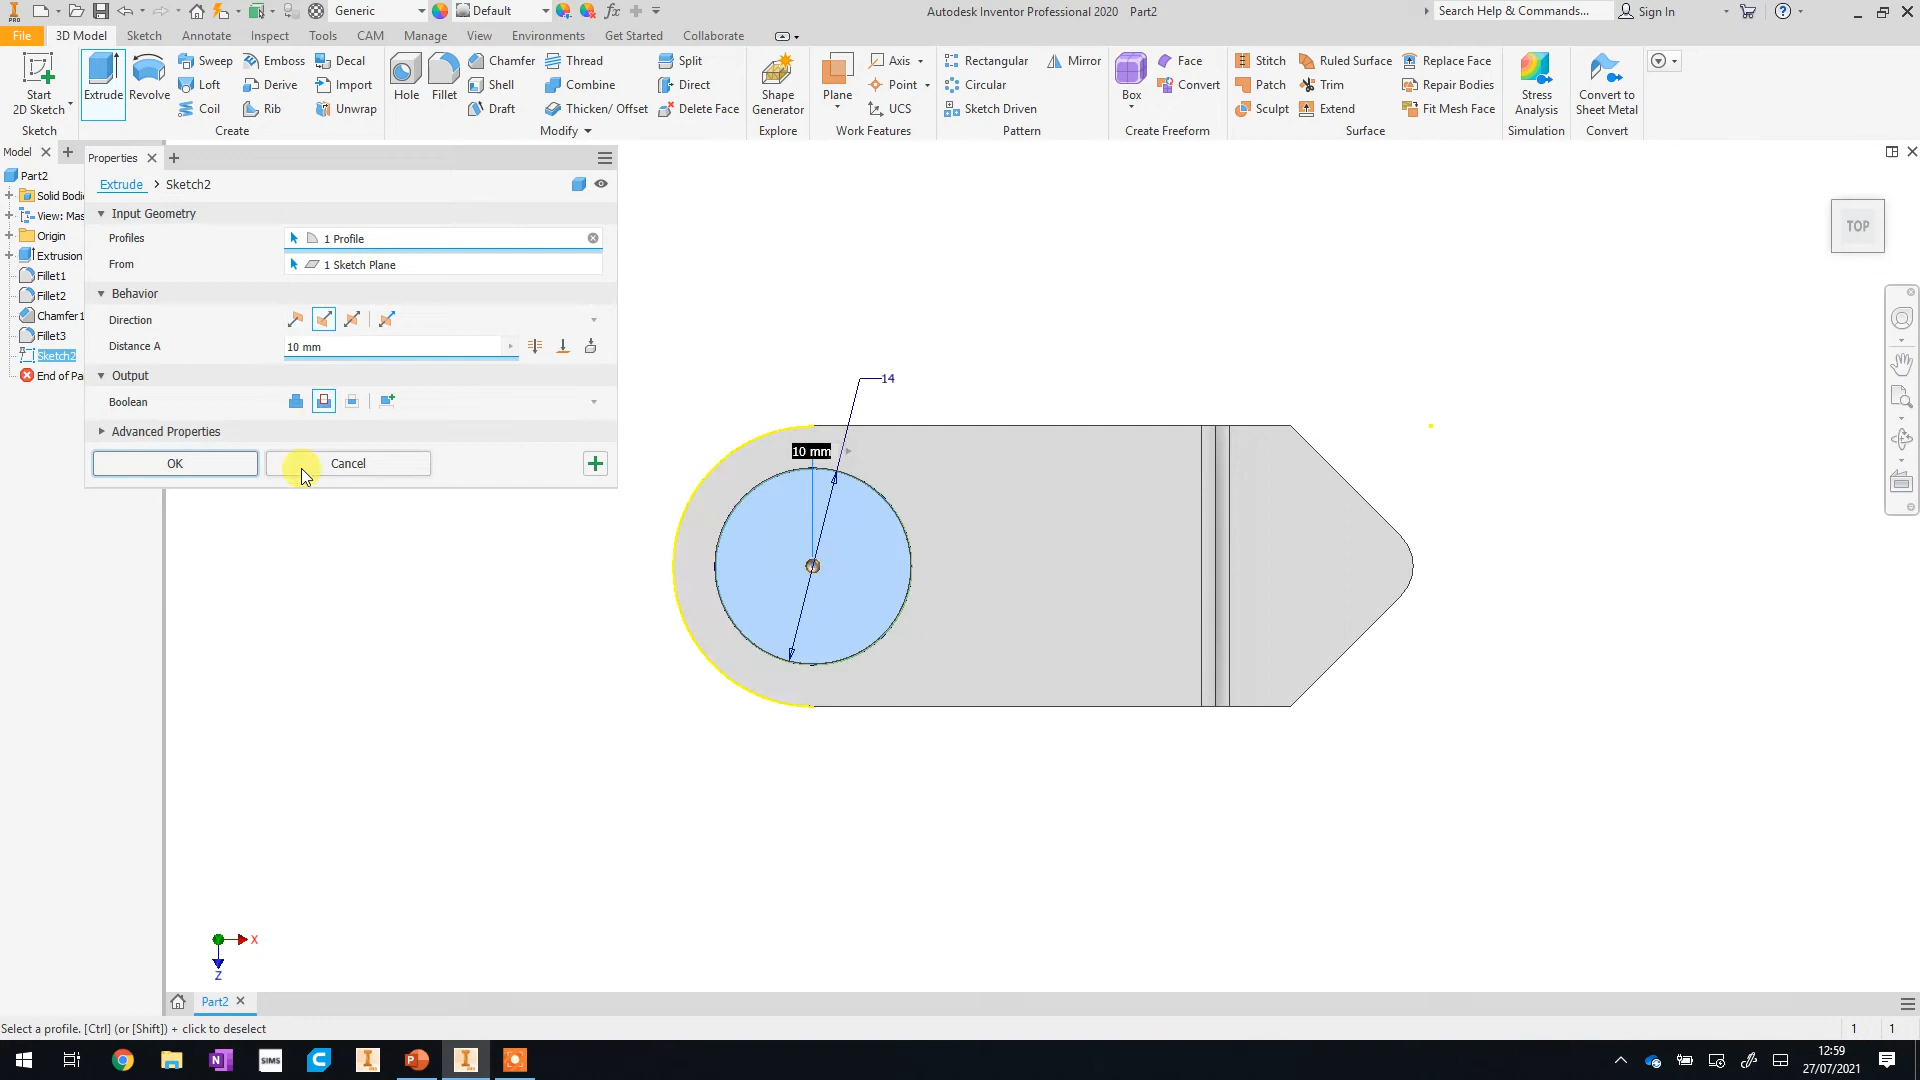 Generic
Default
Autodesk Inventor Professional 2020 Part2
Search Help & Commands...
Sign In
File
3D Model
Sketch
Annotate
Inspect
Tools
CAM
Manage
View
Environments
Get Started
Collaborate
Start
2D Sketch
Sketch
Extrude
Revolve
Sweep
Loft
Coil
Emboss
Derive
Rib
Decal
Import
Unwrap
Create
Hole
Fillet
Chamfer
Shell
Draft
Thread
Combine
Thicken/ Offset
Split
Direct
Delete Face
Modify
Shape
Generator
Explore
Plane
Axis
Point
UCS
Work Features
Rectangular
Circular
Sketch Driven
Mirror
Pattern
Box
Face
Convert
Create Freeform
Stitch
Patch
Sculpt
Ruled Surface
Trim
Extend
Replace Face
Repair Bodies
Fit Mesh Face
Surface
Stress
Analysis
Simulation
Convert to
Sheet Metal
Convert
Model
Part2
Solid Bodi
View: Mas
Origin
Extrusion
Fillet1
Fillet2
Chamfer1
Fillet3
Sketch2
End of Pa
Properties
Extrude > Sketch2
Input Geometry
Profiles
1 Profile
From
1 Sketch Plane
Behavior
Direction
Distance A
10 mm
Output
Boolean
Advanced Properties
OK
Cancel
TOP
14
10 mm
X
Z
Part2
Select a profile. [Ctrl] (or [Shift]) + click to deselect
1 1
SIMS
12:59
27/07/2021